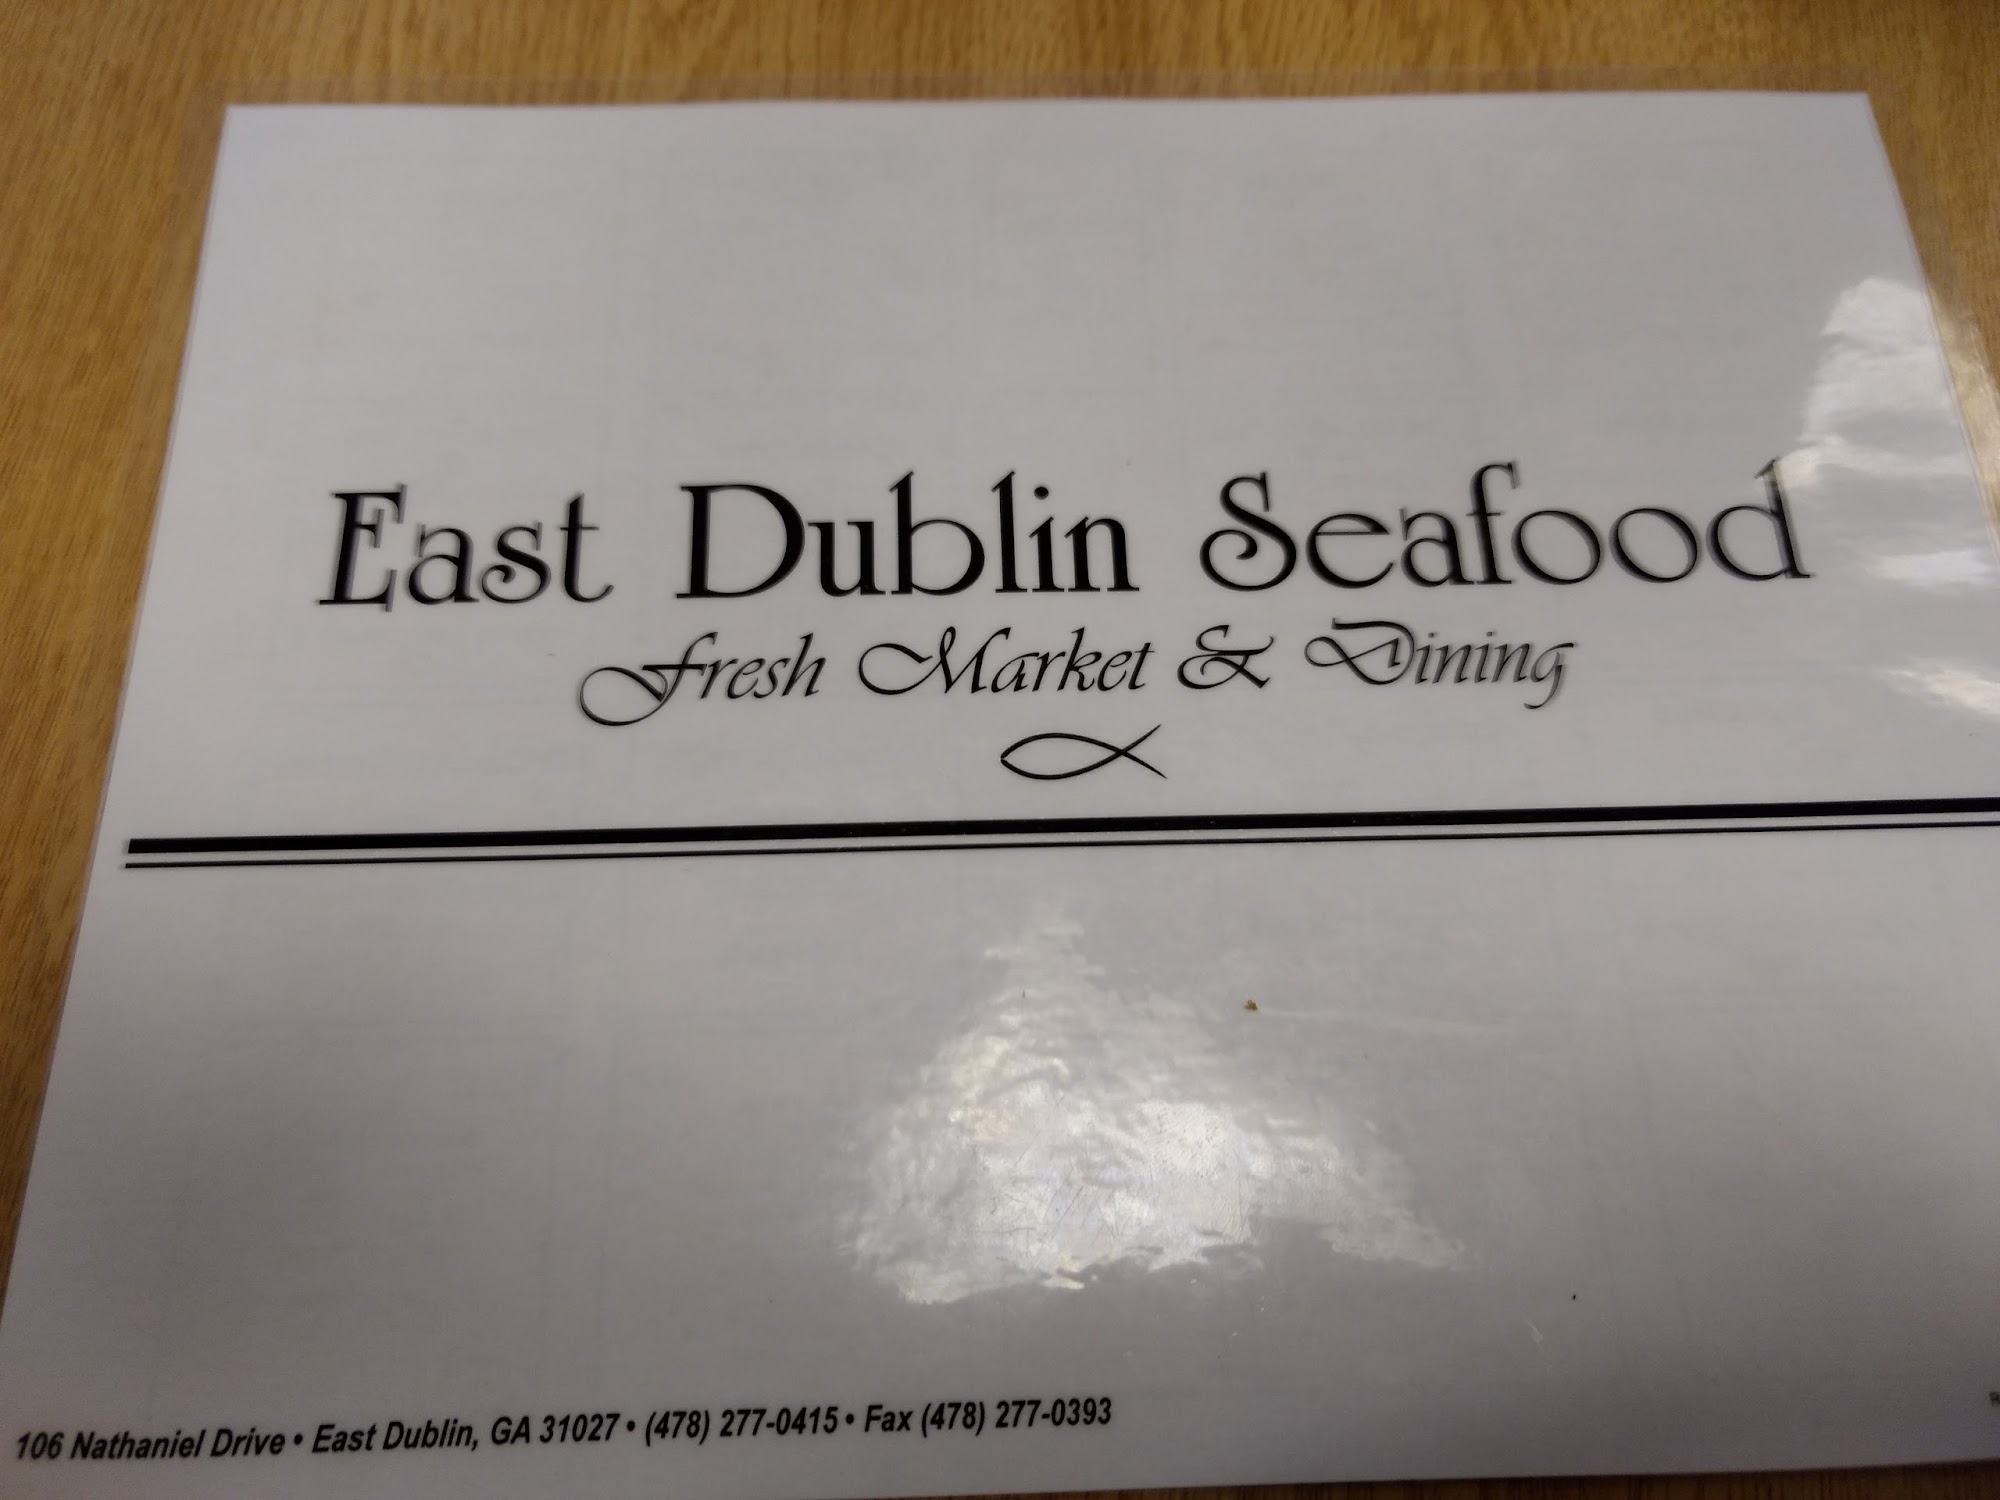 East Dublin Seafood
Fresh Market & Dining
106 Nathaniel Drive • East Dublin, GA 31027 • (478) 277-0415 • Fax (478) 277-0393